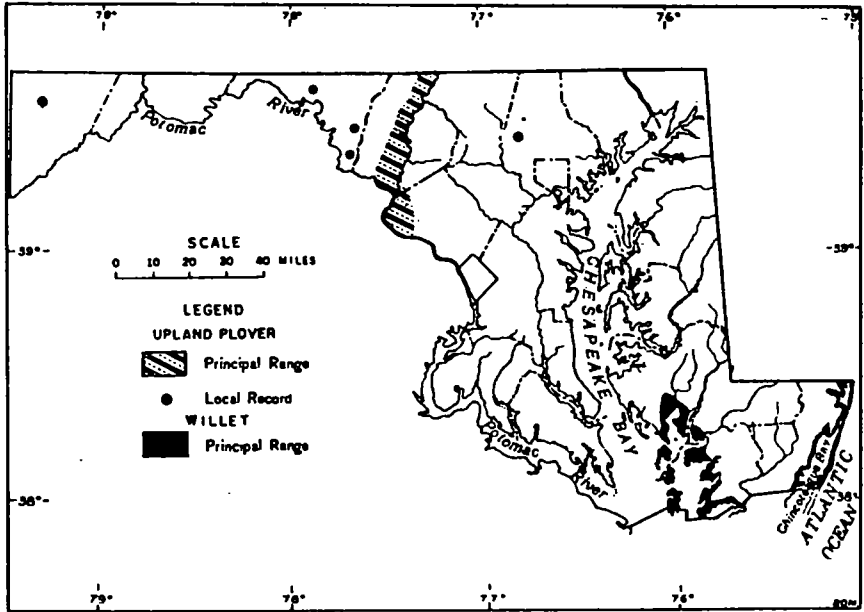 79° 78° 77° 76° 75°
Potomac River
39° 39°
SCALE
0 10 20 30 40 MILES
LEGEND
UPLAND PLOVER
Principal Range
Local Record
WILLET
Principal Range
CHESAPEAKE BAY
Potomac River
Chincoteague Bay
ATLANTIC OCEAN
38° 38°
79° 78° 77° 76°